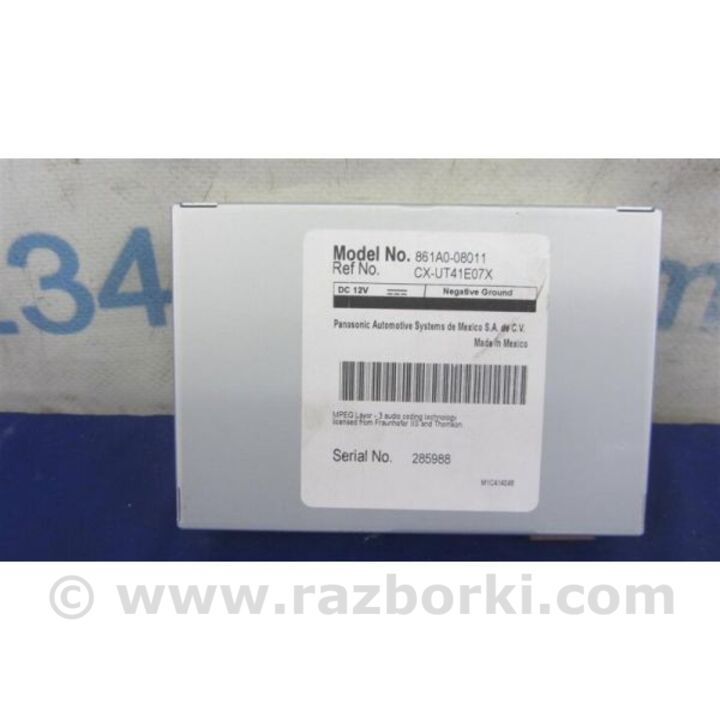 234
Model No. 861A0-08011
Ref No. CX-UT41E07X
DC 12V Negative Ground
Panasonic Automotive Systems de Mexico S.A. de C.V.
Made in Mexico
MPEG Layer - 3 audio coding technology
licensed from Fraunhofer IIS and Thomson.
Serial No. 285988
© www.razborki.com